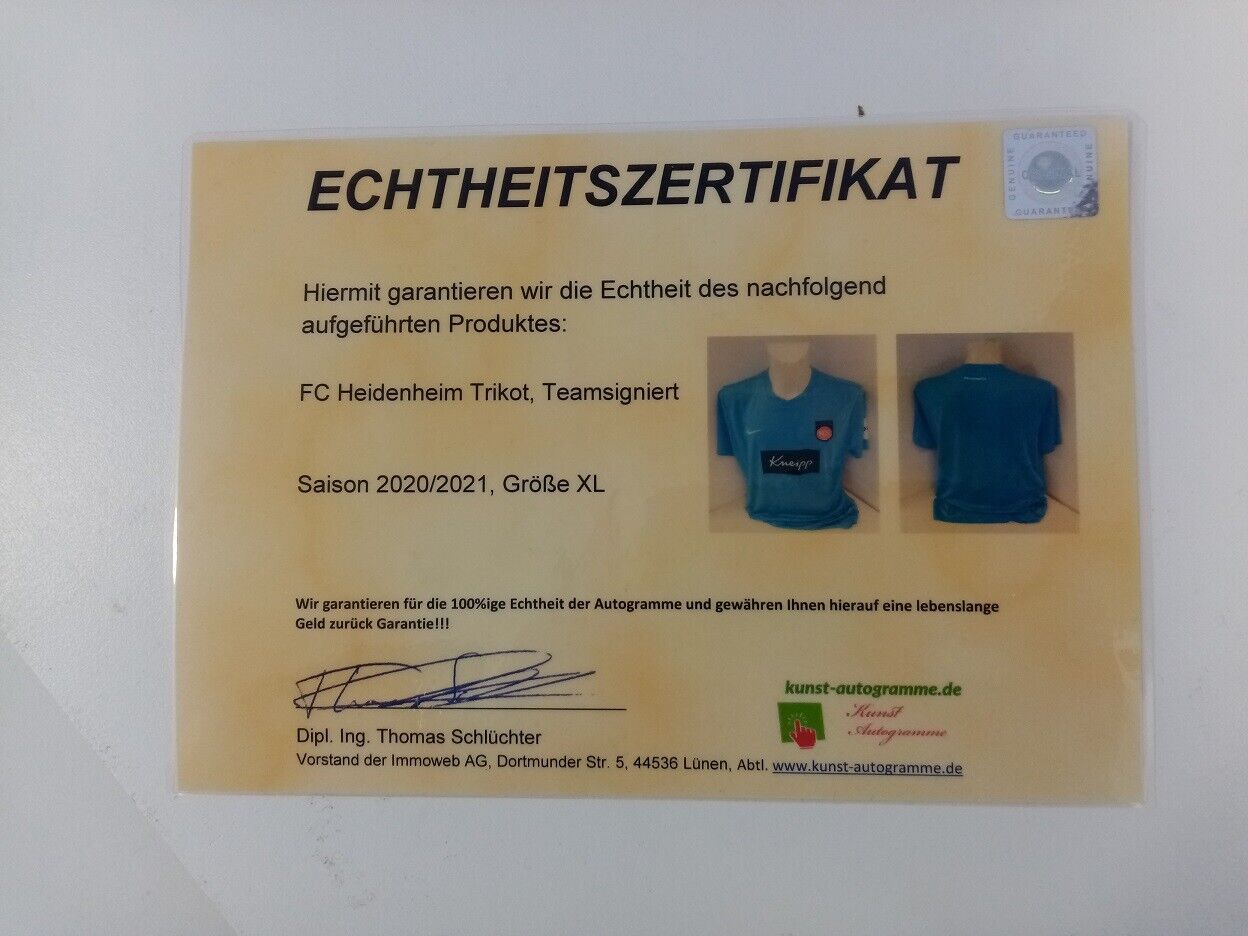 ECHTHEITSZERTIFIKAT
GUARANTEED
GENUINE
GENUINE
GUARANTEED
Hiermit garantieren wir die Echtheit des nachfolgend
aufgeführten Produktes:
FC Heidenheim Trikot, Teamsigniert
Kneipp
Saison 2020/2021, Größe XL
Wir garantieren für die 100%ige Echtheit der Autogramme und gewähren Ihnen hierauf eine lebenslange
Geld zurück Garantie!!!
kunst-autogramme.de
Kunst
Autogramme
Dipl. Ing. Thomas Schlüchter
Vorstand der Immoweb AG, Dortmunder Str. 5, 44536 Lünen, Abtl. www.kunst-autogramme.de